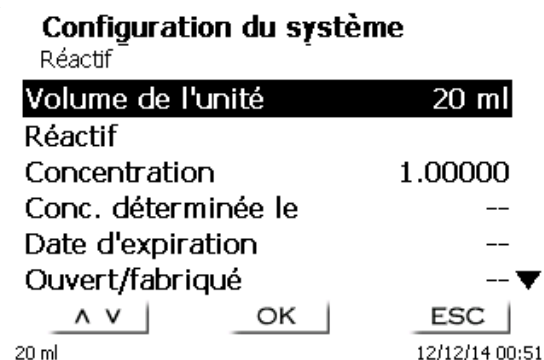 Configuration du système
Réactif
Volume de l'unité 20 ml
Réactif
Concentration 1.00000
Conc. déterminée le --
Date d'expiration --
Ouvert/fabriqué -- ▼
∧ ∨ OK ESC
20 ml 12/12/14 00:51